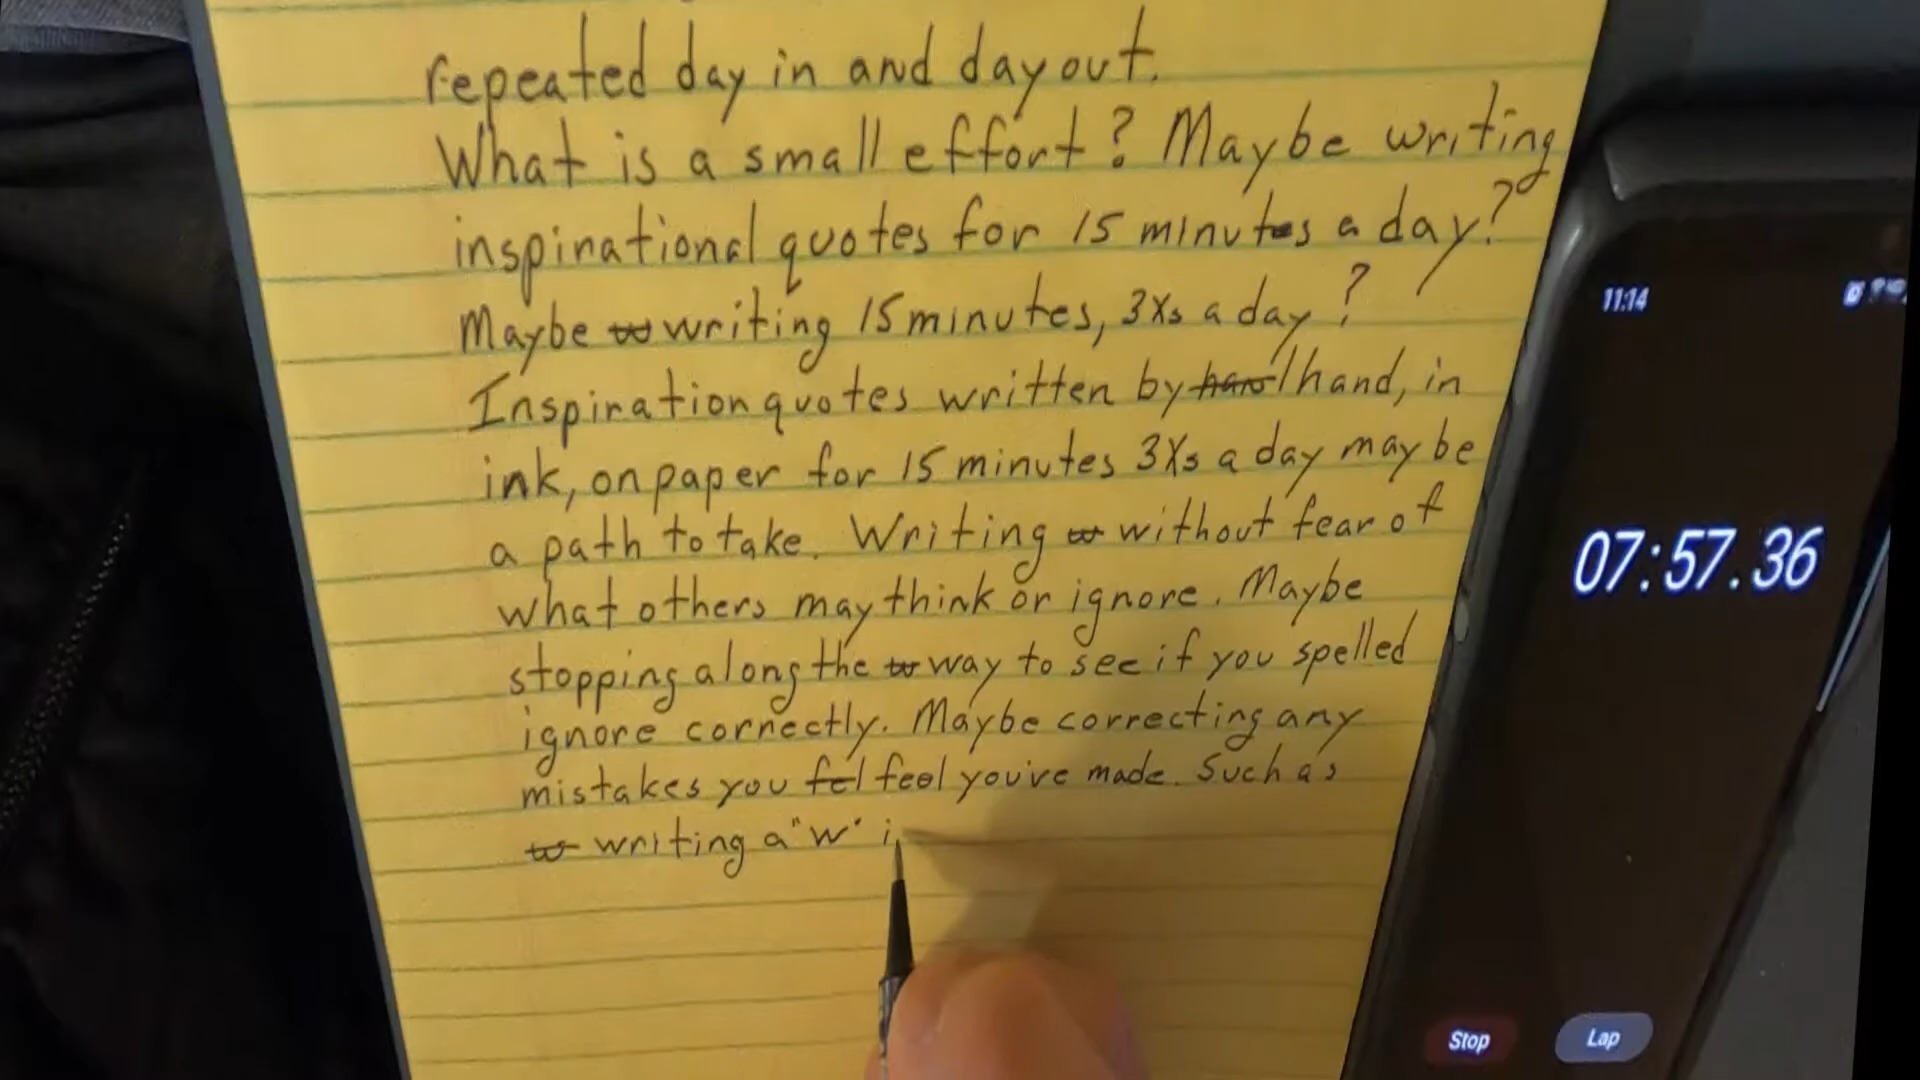 repeated day in and day out.
What is a small effort? Maybe writing
inspirational quotes for 15 minutes a day?
Maybe w writing 15 minutes, 3Xs a day?
Inspiration quotes written by han hand, in
ink, on paper for 15 minutes 3Xs a day may be
a path to take. Writing w without fear of
what others may think or ignore. Maybe
stopping along the w way to see if you spelled
ignore correctly. Maybe correcting any
mistakes you fel feel you've made. Such as
w writing a "w" i
11:14
07:57.36
Stop Lap